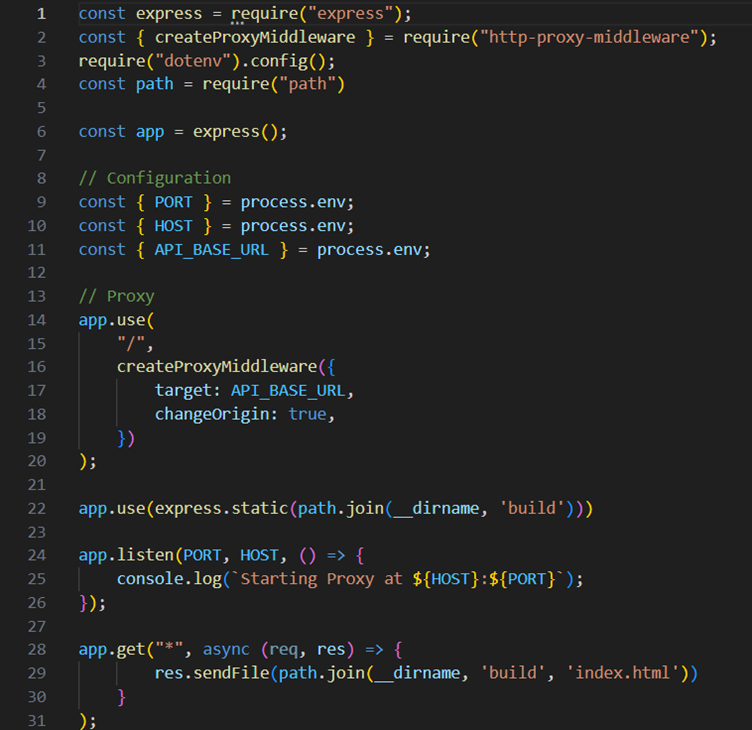 1 const express = require("express");
2 const { createProxyMiddleware } = require("http-proxy-middleware");
3 require("dotenv").config();
4 const path = require("path")
5
6 const app = express();
7
8 // Configuration
9 const { PORT } = process.env;
10 const { HOST } = process.env;
11 const { API_BASE_URL } = process.env;
12
13 // Proxy
14 app.use(
15     "/",
16     createProxyMiddleware({
17         target: API_BASE_URL,
18         changeOrigin: true,
19     })
20 );
21
22 app.use(express.static(path.join(__dirname, 'build')))
23
24 app.listen(PORT, HOST, () => {
25     console.log(`Starting Proxy at ${HOST}:${PORT}`);
26 });
27
28 app.get("*", async (req, res) => {
29         res.sendFile(path.join(__dirname, 'build', 'index.html'))
30     }
31 );